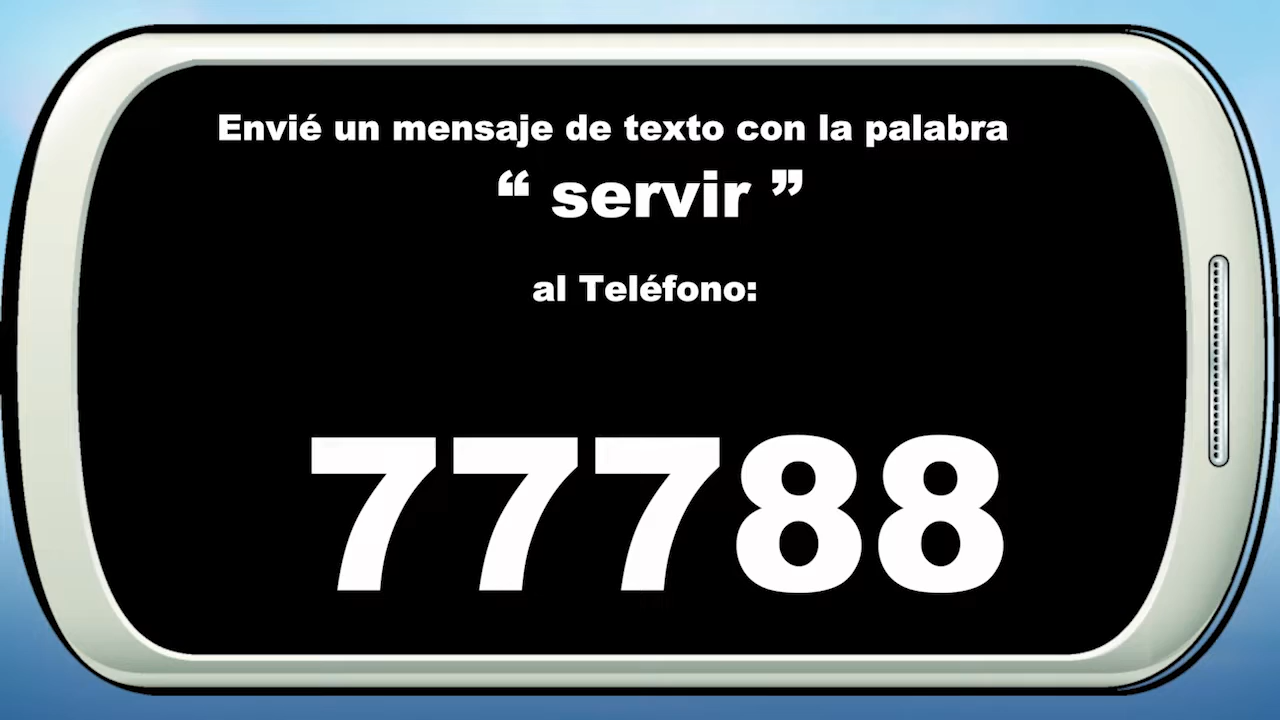 Envié un mensaje de texto con la palabra
“ servir ”
al Teléfono:
77788